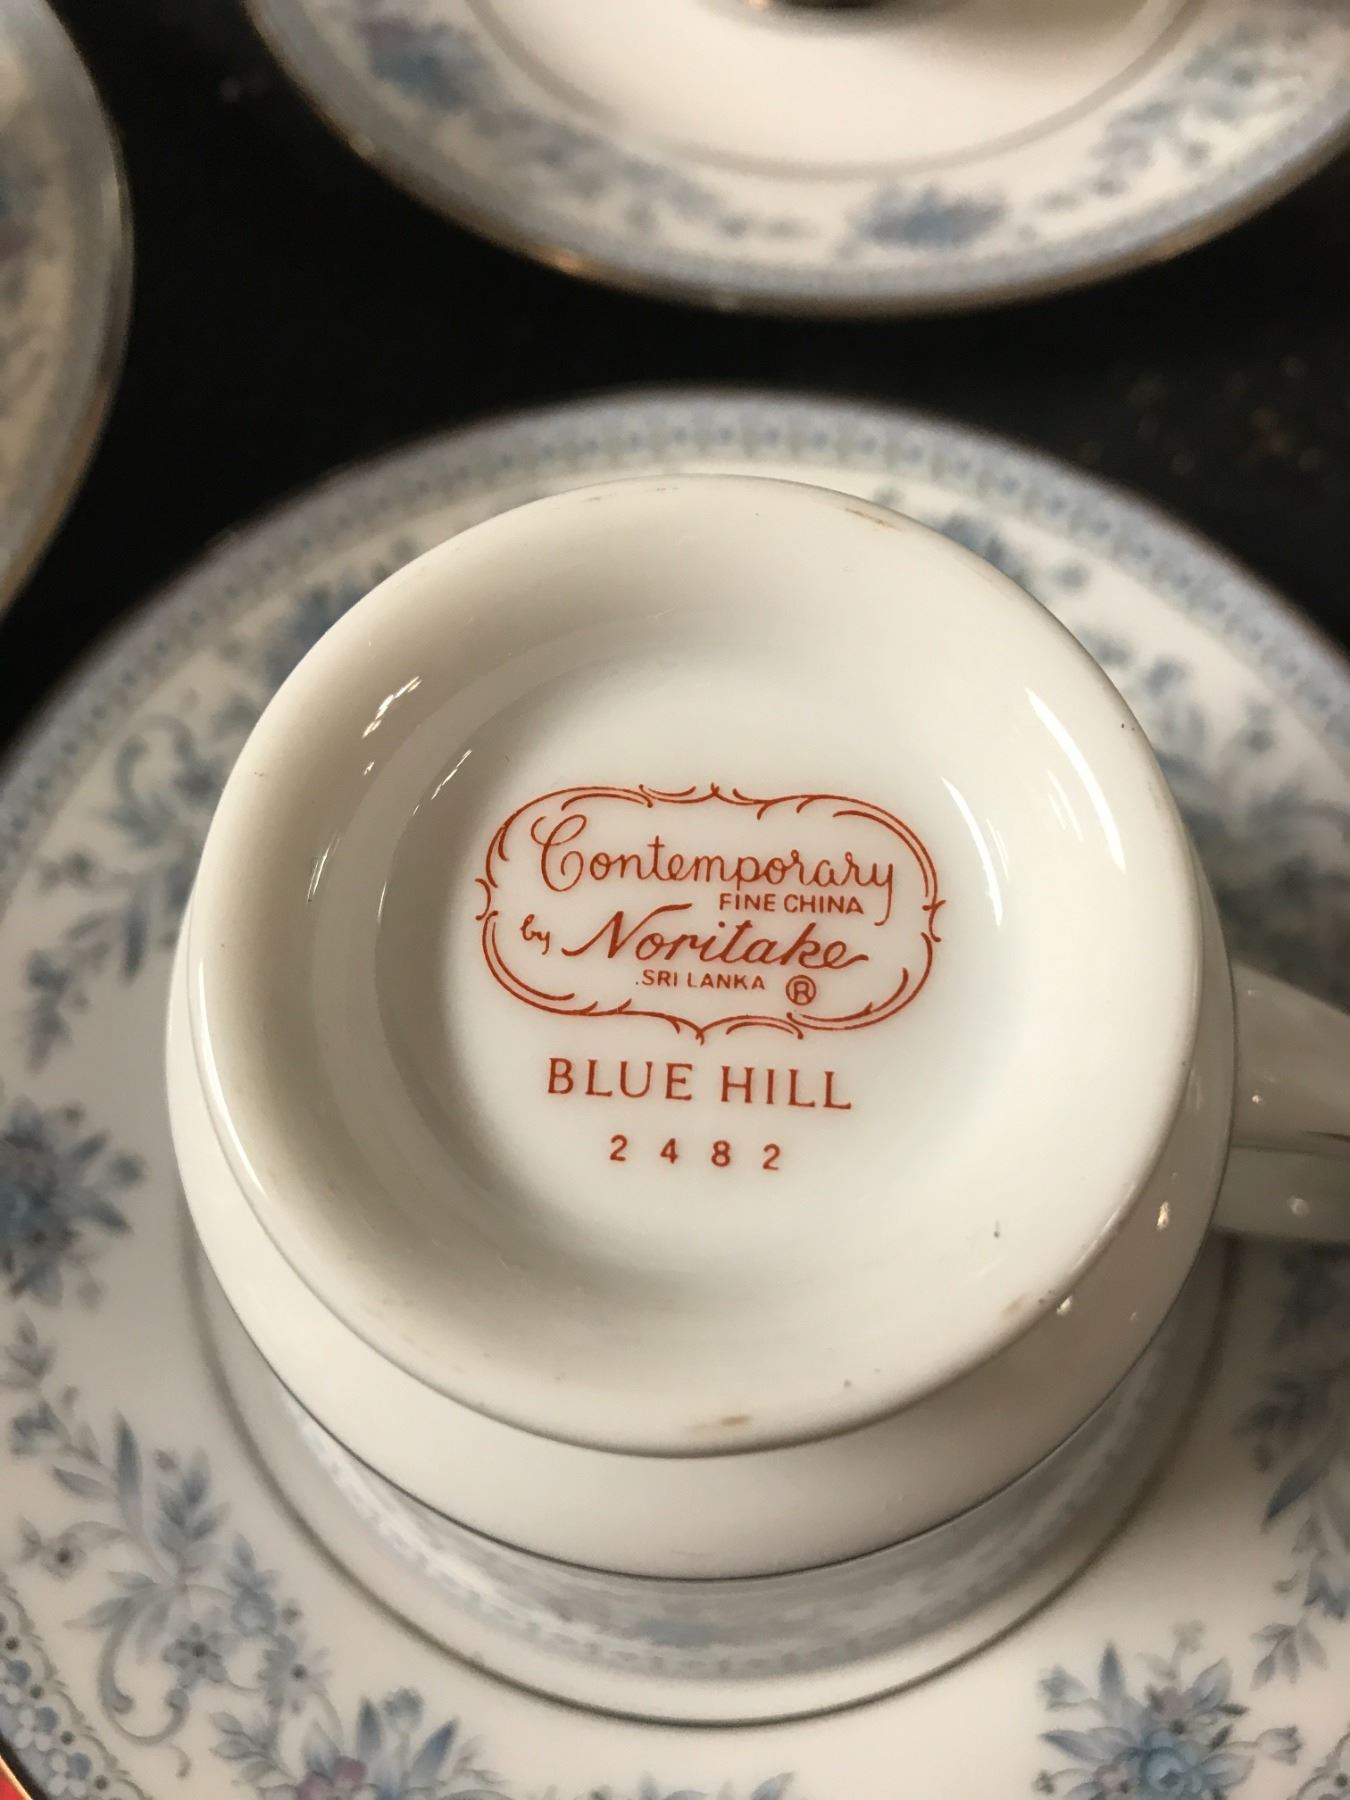 Contemporary
FINE CHINA
by Noritake
SRI LANKA ®
BLUE HILL
2482